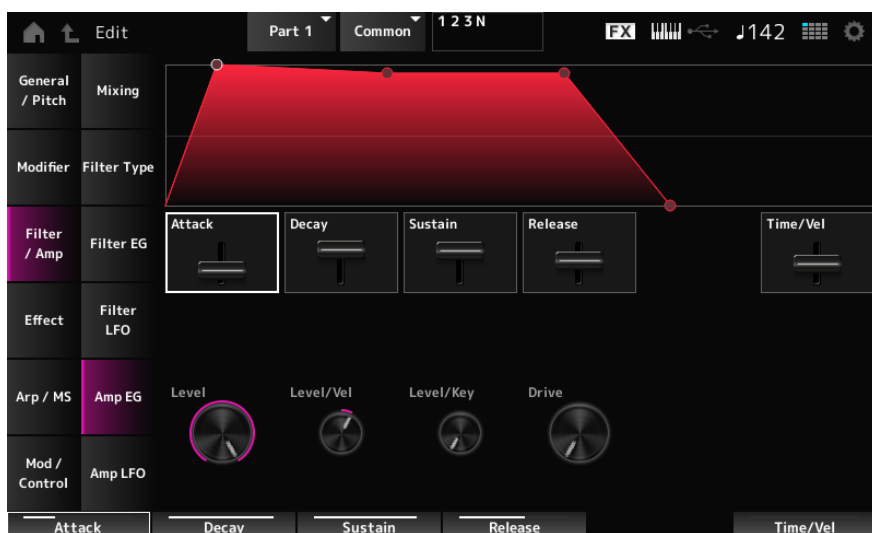 Edit
Part 1
Common
1 2 3 N
FX
♩142
General
/ Pitch
Mixing
Modifier
Filter Type
Filter
/ Amp
Filter EG
Effect
Filter
LFO
Arp / MS
Amp EG
Mod /
Control
Amp LFO
Attack
Decay
Sustain
Release
Time/Vel
Level
Level/Vel
Level/Key
Drive
Attack
Decay
Sustain
Release
Time/Vel